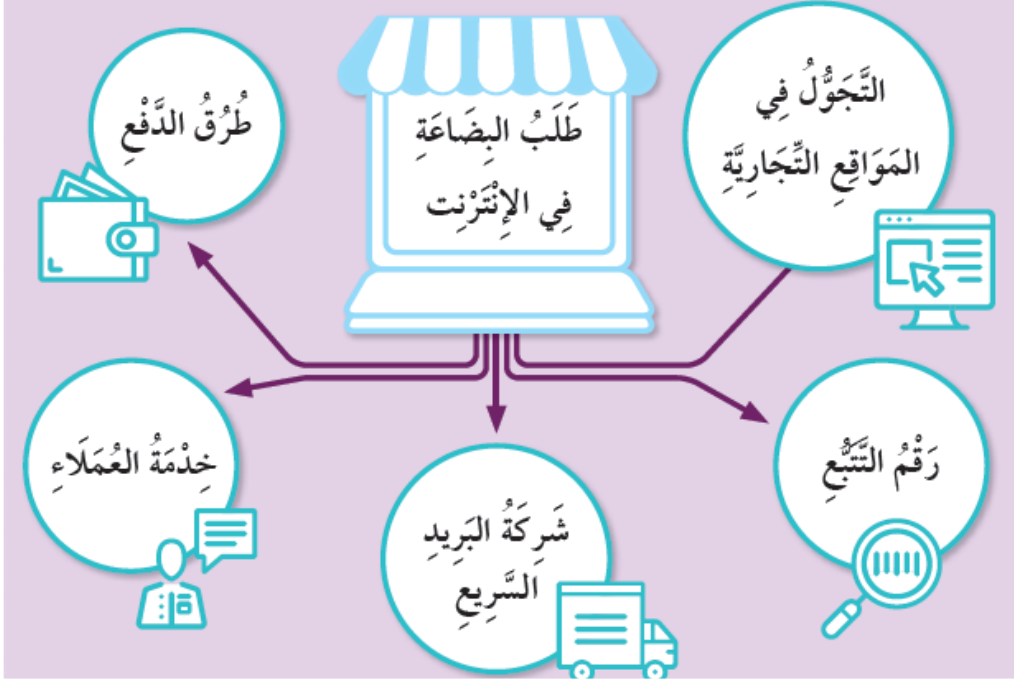 طَلَبُ البِضَاعَةِ
فِي الإِنْتَرْنِت
التَّجَوُّلُ فِي
المَوَاقِعِ التِّجَارِيَّةِ
طُرُقُ الدَّفْعِ
رَقْمُ التَّتَبُّعِ
شَرِكَةُ البَرِيدِ
السَّرِيعِ
خِدْمَةُ العُمَلَاءِ